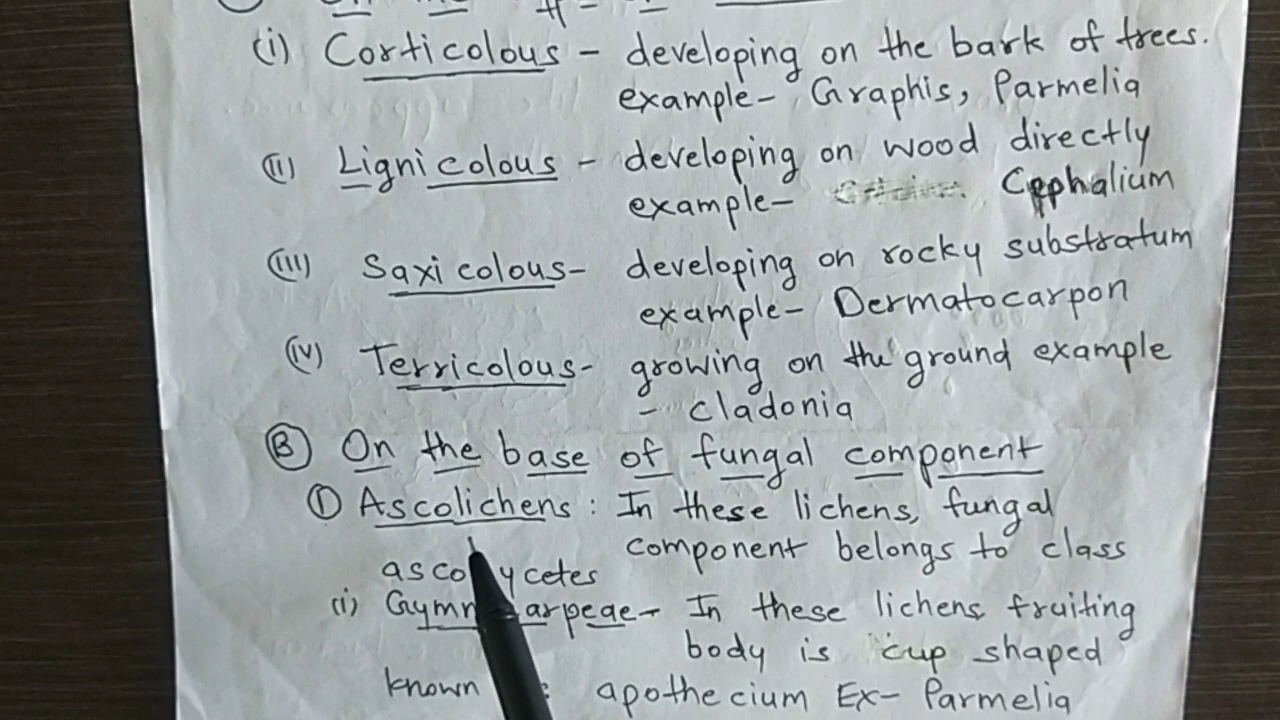 (i) Corticolous - developing on the bark of trees.
example- Graphis, Parmelia
(ii) Lignicolous - developing on wood directly
example- Cephalium
(iii) Saxicolous- developing on rocky substratum
example- Dermatocarpon
(iv) Terricolous- growing on the ground example
- cladonia
(B) On the base of fungal component
(1) Ascolichens : In these lichens, fungal
component belongs to class
(i) In these lichens fruiting
body is cup shaped
known apothecium Ex- Parmelia